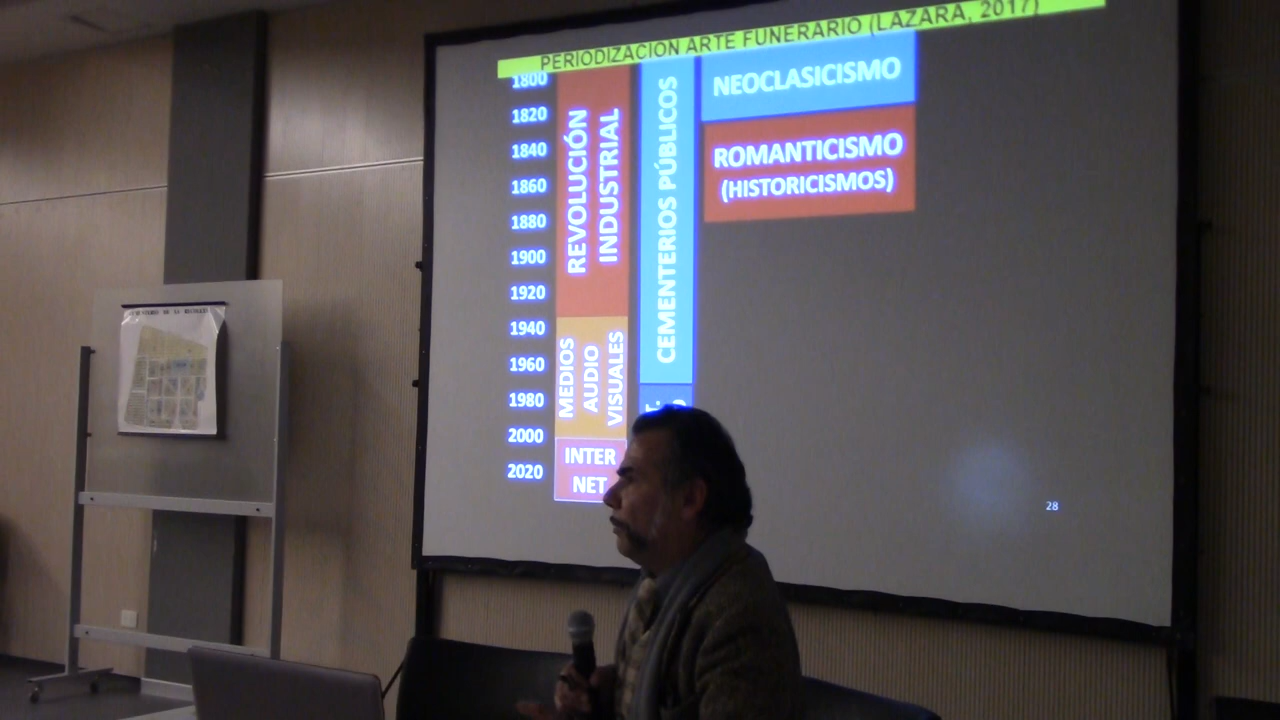 PERIODIZACION ARTE FUNERARIO (LAZARA, 2017)
1800
1820
1840
1860
1880
1900
1920
1940
1960
1980
2000
2020
REVOLUCIÓN
INDUSTRIAL
MEDIOS
AUDIO
VISUALES
INTER
NET
CEMENTERIOS PÚBLICOS
NEOCLASICISMO
ROMANTICISMO
(HISTORICISMOS)
28